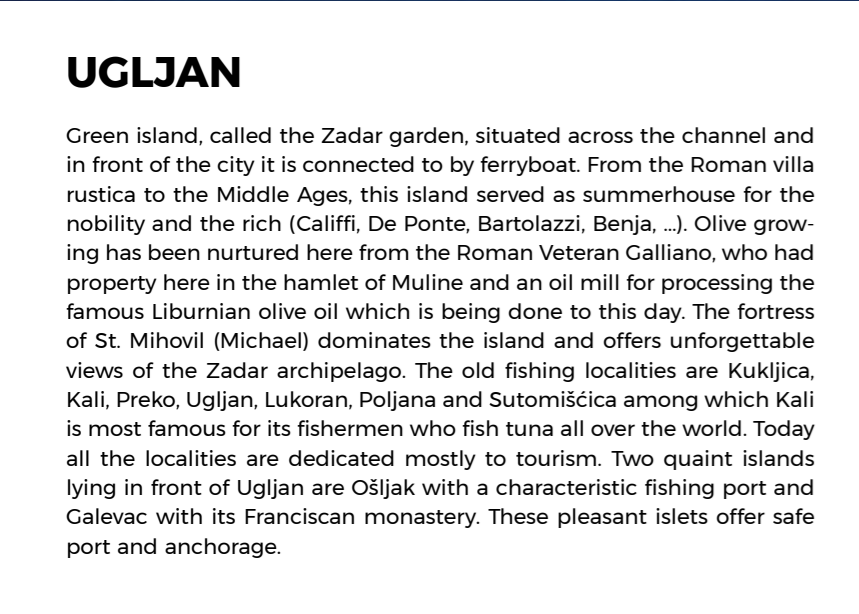 UGLJAN
Green island, called the Zadar garden, situated across the channel and
in front of the city it is connected to by ferryboat. From the Roman villa
rustica to the Middle Ages, this island served as summerhouse for the
nobility and the rich (Califfi, De Ponte, Bartolazzi, Benja, ...). Olive grow-
ing has been nurtured here from the Roman Veteran Galliano, who had
property here in the hamlet of Muline and an oil mill for processing the
famous Liburnian olive oil which is being done to this day. The fortress
of St. Mihovil (Michael) dominates the island and offers unforgettable
views of the Zadar archipelago. The old fishing localities are Kukljica,
Kali, Preko, Ugljan, Lukoran, Poljana and Sutomišćica among which Kali
is most famous for its fishermen who fish tuna all over the world. Today
all the localities are dedicated mostly to tourism. Two quaint islands
lying in front of Ugljan are Ošljak with a characteristic fishing port and
Galevac with its Franciscan monastery. These pleasant islets offer safe
port and anchorage.